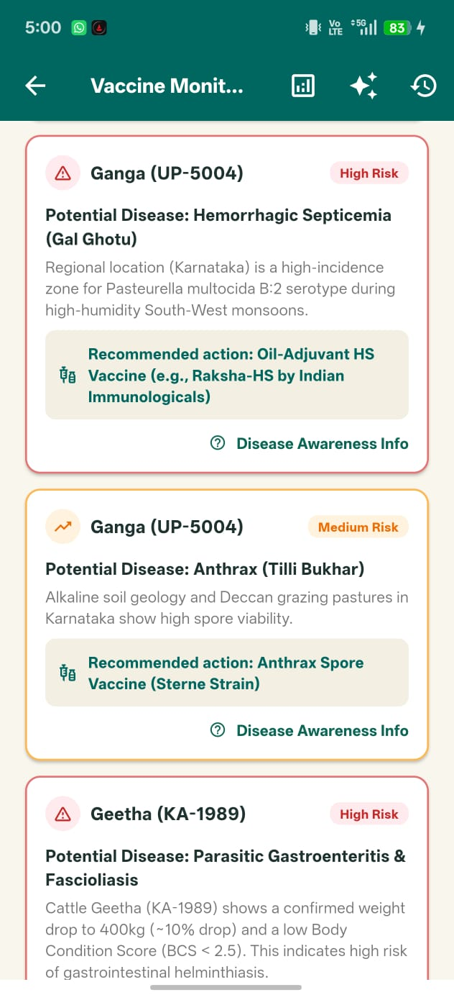 5:00
Vo
LTE
5G
83
Vaccine Monit...
Ganga (UP-5004)
High Risk
Potential Disease: Hemorrhagic Septicemia
(Gal Ghotu)
Regional location (Karnataka) is a high-incidence
zone for Pasteurella multocida B:2 serotype during
high-humidity South-West monsoons.
Recommended action: Oil-Adjuvant HS
Vaccine (e.g., Raksha-HS by Indian
Immunologicals)
Disease Awareness Info
Ganga (UP-5004)
Medium Risk
Potential Disease: Anthrax (Tilli Bukhar)
Alkaline soil geology and Deccan grazing pastures in
Karnataka show high spore viability.
Recommended action: Anthrax Spore
Vaccine (Sterne Strain)
Disease Awareness Info
Geetha (KA-1989)
High Risk
Potential Disease: Parasitic Gastroenteritis &
Fascioliasis
Cattle Geetha (KA-1989) shows a confirmed weight
drop to 400kg (~10% drop) and a low Body
Condition Score (BCS < 2.5). This indicates high risk
of gastrointestinal helminthiasis.